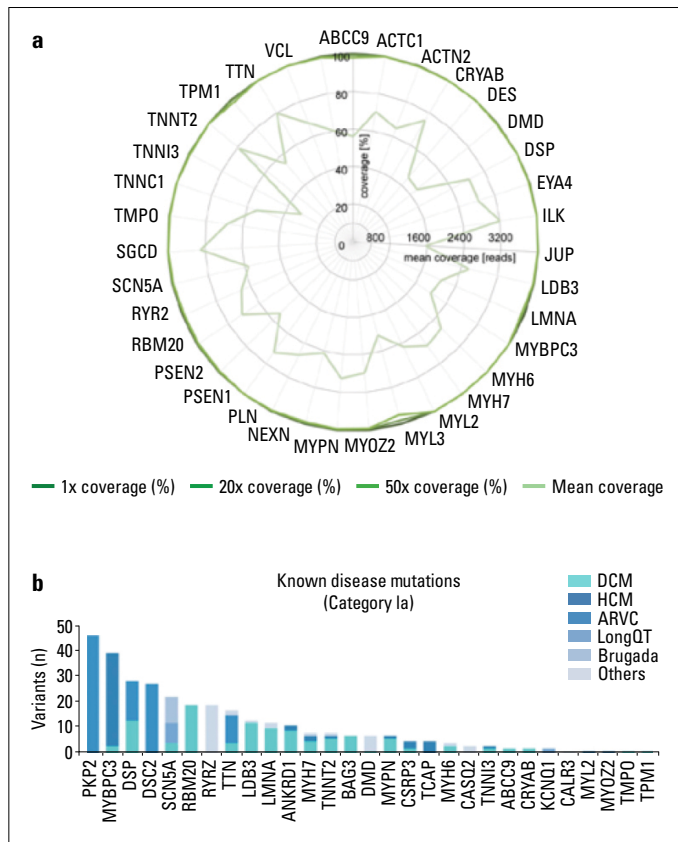 a
ABCC9
ACTC1
ACTN2
CRYAB
DES
DMD
DSP
EYA4
ILK
JUP
LDB3
LMNA
MYBPC3
MYH6
MYH7
MYL2
MYL3
MYOZ2
MYPN
NEXN
PLN
PSEN1
PSEN2
RBM20
RYR2
SCN5A
SGCD
TMPO
TNNC1
TNNI3
TNNT2
TPM1
TTN
VCL
100
80
60
40
20
0
coverage [%]
800 1600 2400 3200
mean coverage [reads]
1x coverage (%) 20x coverage (%) 50x coverage (%) Mean coverage
b
Known disease mutations
(Category Ia)
DCM
HCM
ARVC
LongQT
Brugada
Others
Variants (n)
50
40
30
20
10
0
PKP2
MYBPC3
DSP
DSC2
SCN5A
RBM20
RYRZ
TTN
LDB3
LMNA
ANKRD1
MYH7
TNNT2
BAG3
DMD
MYPN
CSRP3
TCAP
MYH6
CASQ2
TNNI3
ABCC9
CRYAB
KCNQ1
CALR3
MYL2
MYOZ2
TMPO
TPM1